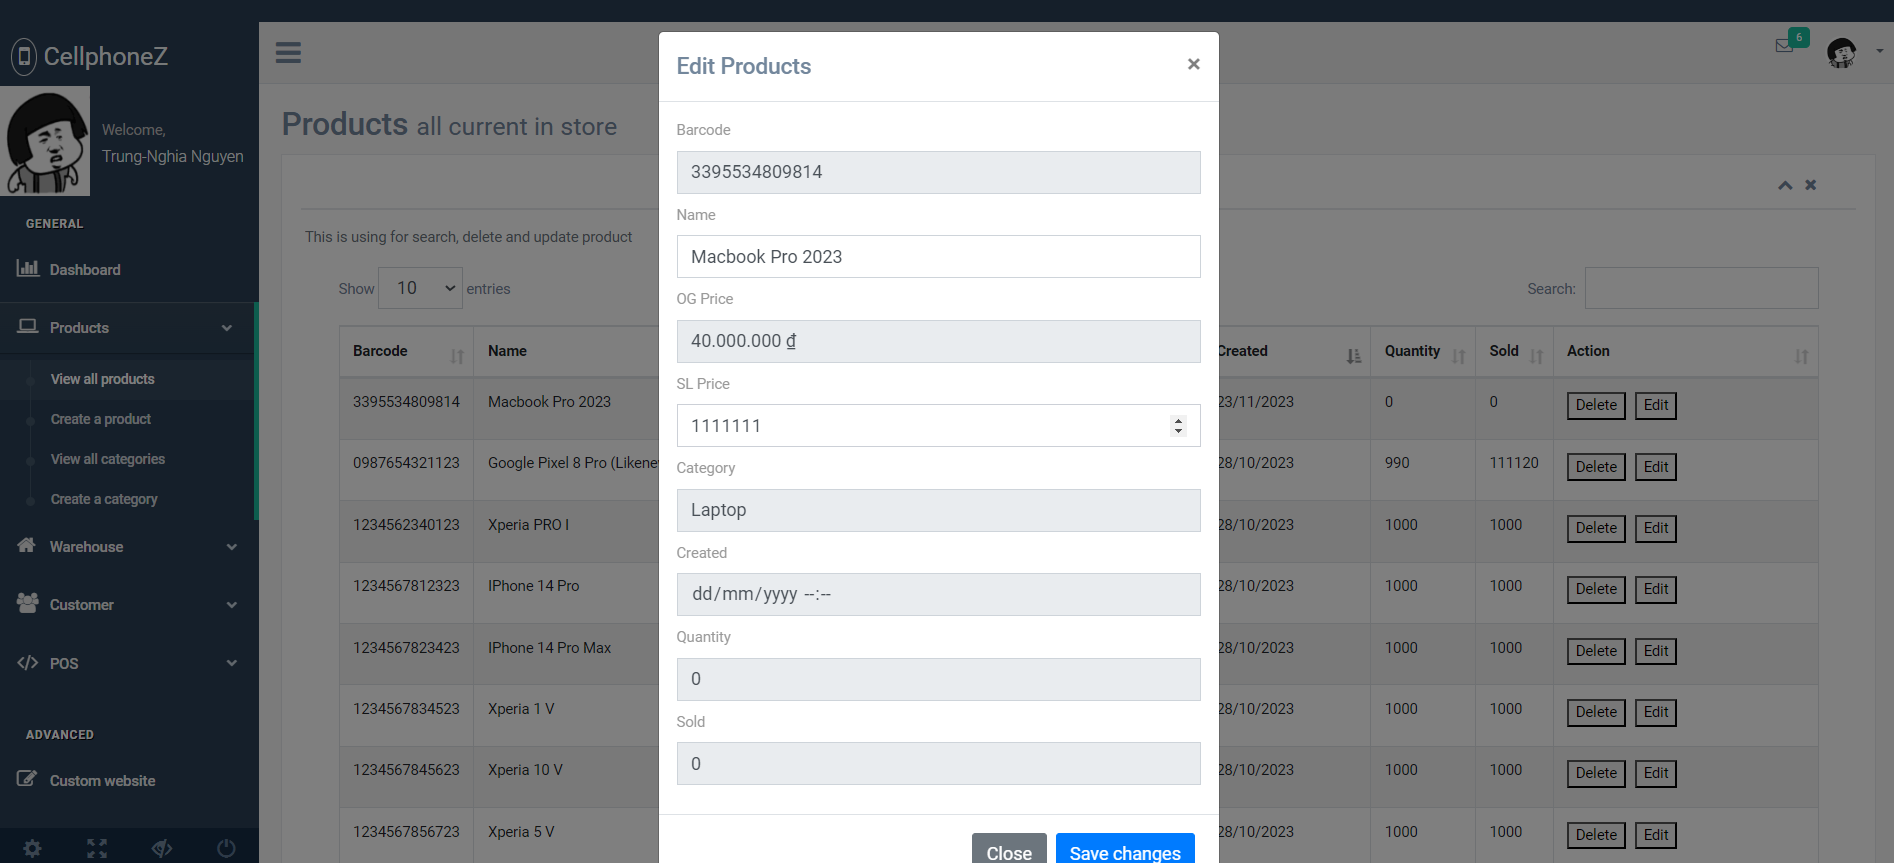 CellphoneZ
Welcome,
Trung-Nghia Nguyen
GENERAL
Dashboard
Products
View all products
Create a product
View all categories
Create a category
Warehouse
Customer
POS
ADVANCED
Custom website
6
Products all current in store
This is using for search, delete and update product
Show 10 entries
Search:
Barcode Name Created Quantity Sold Action
3395534809814 Macbook Pro 2023 23/11/2023 0 0 Delete Edit
0987654321123 Google Pixel 8 Pro 28/10/2023 990 111120 Delete Edit
1234562340123 Xperia PRO I 28/10/2023 1000 1000 Delete Edit
1234567812323 IPhone 14 Pro 28/10/2023 1000 1000 Delete Edit
1234567823423 IPhone 14 Pro Max 28/10/2023 1000 1000 Delete Edit
1234567834523 Xperia 1 V 28/10/2023 1000 1000 Delete Edit
1234567845623 Xperia 10 V 28/10/2023 1000 1000 Delete Edit
1234567856723 Xperia 5 V 28/10/2023 1000 1000 Delete Edit
Edit Products ×
Barcode
3395534809814
Name
Macbook Pro 2023
OG Price
40.000.000 ₫
SL Price
1111111
Category
Laptop
Created
dd/mm/yyyy --:--
Quantity
0
Sold
0
Close Save changes